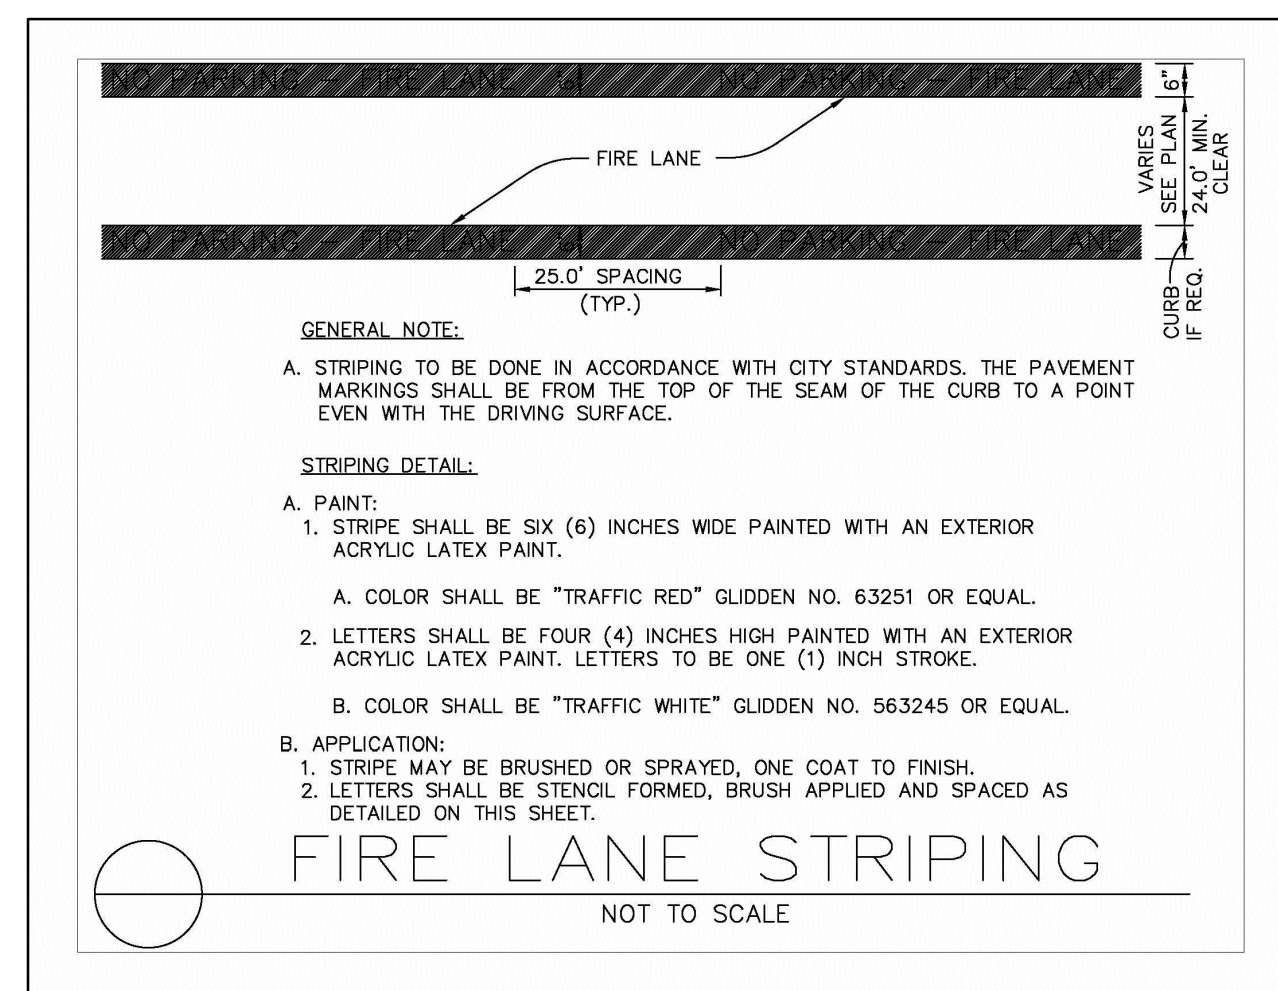 NO PARKING - FIRE LANE 6" NO PARKING - FIRE LANE
6"
FIRE LANE
VARIES
SEE PLAN
24.0' MIN.
CLEAR
NO PARKING - FIRE LANE 6" NO PARKING - FIRE LANE
25.0' SPACING
(TYP.)
CURB
IF REQ.
GENERAL NOTE:
A. STRIPING TO BE DONE IN ACCORDANCE WITH CITY STANDARDS. THE PAVEMENT
MARKINGS SHALL BE FROM THE TOP OF THE SEAM OF THE CURB TO A POINT
EVEN WITH THE DRIVING SURFACE.
STRIPING DETAIL:
A. PAINT:
1. STRIPE SHALL BE SIX (6) INCHES WIDE PAINTED WITH AN EXTERIOR
ACRYLIC LATEX PAINT.
A. COLOR SHALL BE "TRAFFIC RED" GLIDDEN NO. 63251 OR EQUAL.
2. LETTERS SHALL BE FOUR (4) INCHES HIGH PAINTED WITH AN EXTERIOR
ACRYLIC LATEX PAINT. LETTERS TO BE ONE (1) INCH STROKE.
B. COLOR SHALL BE "TRAFFIC WHITE" GLIDDEN NO. 563245 OR EQUAL.
B. APPLICATION:
1. STRIPE MAY BE BRUSHED OR SPRAYED, ONE COAT TO FINISH.
2. LETTERS SHALL BE STENCIL FORMED, BRUSH APPLIED AND SPACED AS
DETAILED ON THIS SHEET.
FIRE LANE STRIPING
NOT TO SCALE